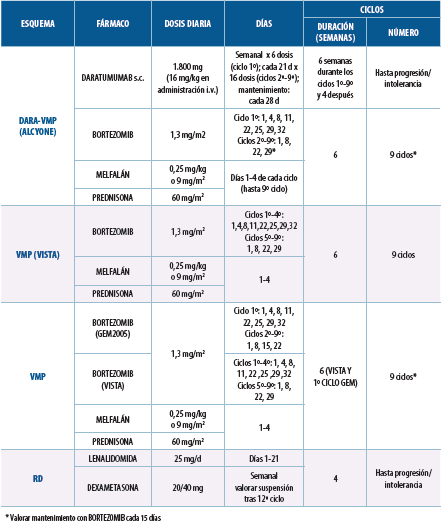 ESQUEMA
FÁRMACO
DOSIS DIARIA
DÍAS
CICLOS
DURACIÓN
(SEMANAS)
NÚMERO
DARA-VMP
(ALCYONE)
DARATUMUMAB s.c.
1.800 mg
(16 mg/kg en
administración i.v.)
Semanal x 6 dosis
(ciclo 1º); cada 21 d x
16 dosis (ciclos 2º-9º);
mantenimiento:
cada 28 d
6 semanas
durante los
ciclos 1º-9º
y 4 después
Hasta progresión/
intolerancia
BORTEZOMIB
1,3 mg/m2
Ciclo 1º: 1, 4, 8, 11,
22, 25, 29, 32
Ciclos 2º-9º: 1, 8,
22, 29*
6
9 ciclos*
MELFALÁN
0,25 mg/kg
o 9 mg/m²
Días 1-4 de cada ciclo
(hasta 9º ciclo)
PREDNISONA
60 mg/m²
VMP (VISTA)
BORTEZOMIB
1,3 mg/m²
Ciclos 1º-4º:
1,4,8,11,22,25,29,32
Ciclos 5º-9º:
1, 8, 22, 29
6
9 ciclos
MELFALÁN
0,25 mg/kg
o 9 mg/m²
1-4
PREDNISONA
60 mg/m²
VMP
BORTEZOMIB
(GEM2005)
1,3 mg/m²
Ciclo 1º: 1, 4, 8, 11,
22, 25, 29, 32
Ciclos 2º-9º:
1, 8, 15, 22
6 (VISTA Y
1º CICLO GEM)
9 ciclos*
BORTEZOMIB
(VISTA)
Ciclos 1º-4º: 1, 4, 8,
11, 22 ,25 ,29 ,32
Ciclos 5º-9º: 1, 8,
22, 29
MELFALÁN
0,25 mg/kg
o 9 mg/m²
1-4
PREDNISONA
60 mg/m²
RD
LENALIDOMIDA
25 mg/d
Días 1-21
4
Hasta progresión/
intolerancia
DEXAMETASONA
20/40 mg
Semanal
valorar suspensión
tras 12º ciclo
* Valorar mantenimiento con BORTEZOMIB cada 15 días